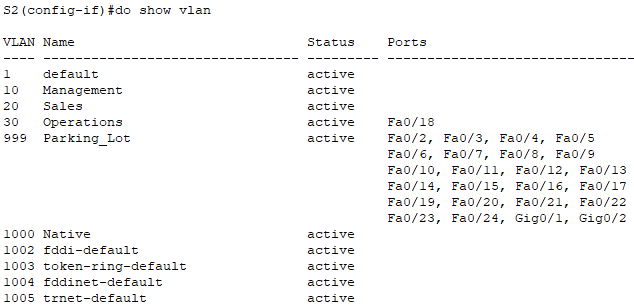 S2(config-if)#do show vlan
VLAN Name                             Status    Ports
---- -------------------------------- --------- -------------------------------
1    default                          active
10   Management                       active
20   Sales                            active
30   Operations                       active    Fa0/18
999  Parking_Lot                      active    Fa0/2, Fa0/3, Fa0/4, Fa0/5
                                                Fa0/6, Fa0/7, Fa0/8, Fa0/9
                                                Fa0/10, Fa0/11, Fa0/12, Fa0/13
                                                Fa0/14, Fa0/15, Fa0/16, Fa0/17
                                                Fa0/19, Fa0/20, Fa0/21, Fa0/22
                                                Fa0/23, Fa0/24, Gig0/1, Gig0/2
1000 Native                           active
1002 fddi-default                     active
1003 token-ring-default               active
1004 fddinet-default                  active
1005 trnet-default                    active